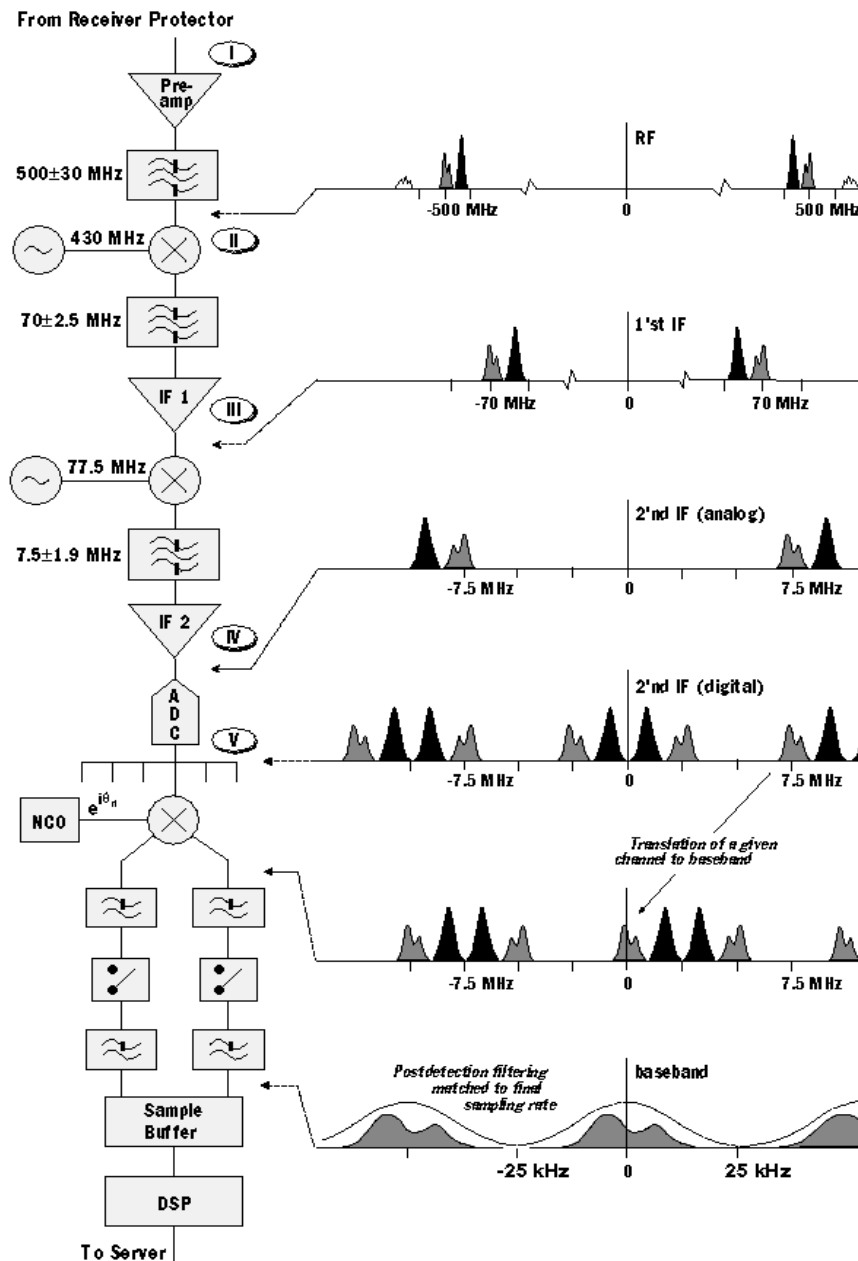 From Receiver Protector
I
Pre-
amp
RF
500±30 MHz
-500 MHz
0
500 MHz
430 MHz
II
70±2.5 MHz
1'st IF
IF 1
III
-70 MHz
0
70 MHz
77.5 MHz
2'nd IF (analog)
7.5±1.9 MHz
-7.5 MHz
0
7.5 MHz
IF 2
IV
2'nd IF (digital)
A
D
C
V
-7.5 MHz
0
7.5 MHz
NCO
e^iθn
Translation of a given
channel to baseband
-7.5 MHz
0
7.5 MHz
Postdetection filtering
matched to final
sampling rate
baseband
Sample
Buffer
-25 kHz
0
25 kHz
DSP
To Server